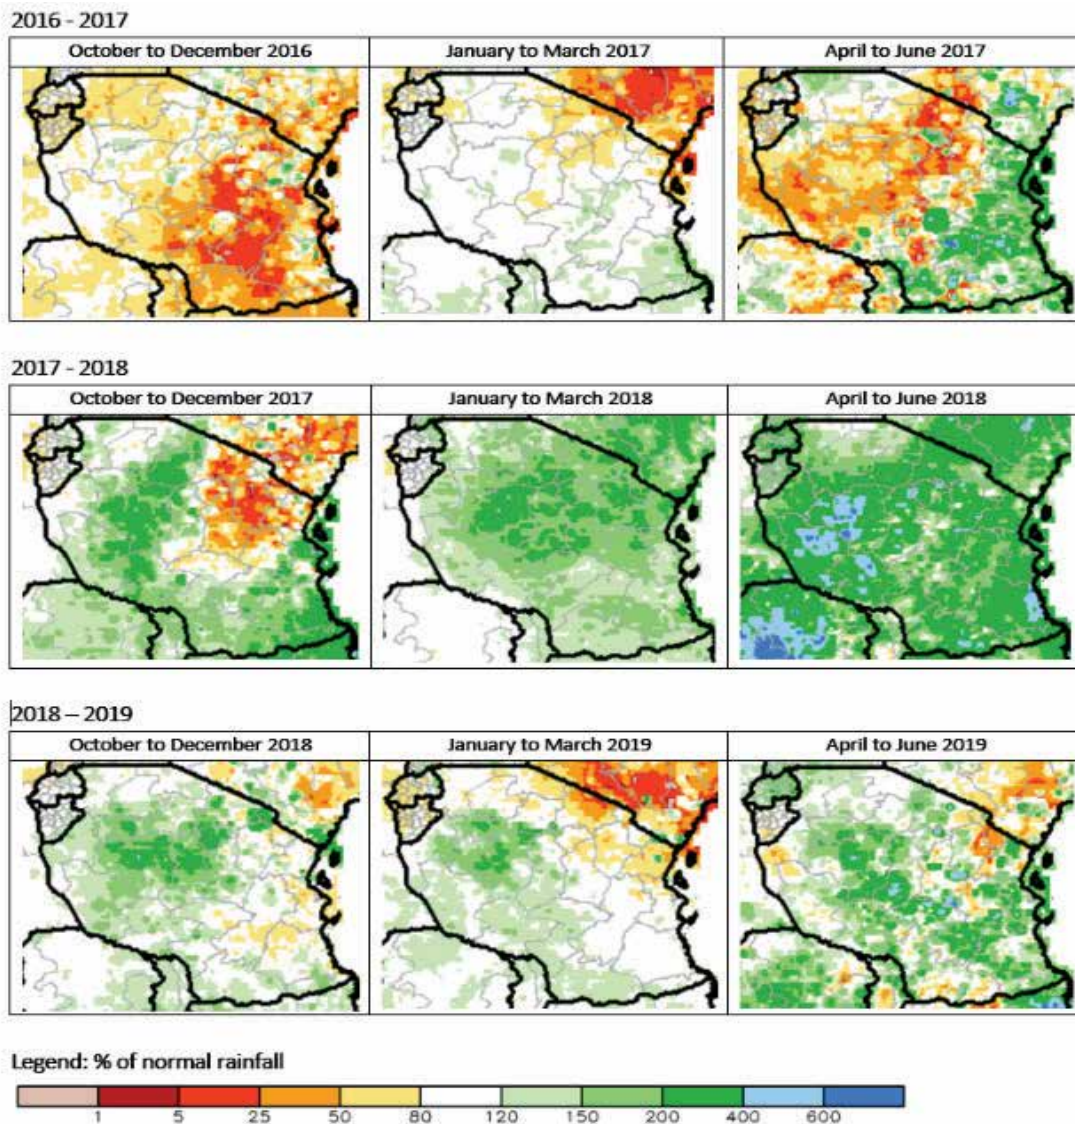 2016 - 2017
October to December 2016 January to March 2017 April to June 2017
2017 - 2018
October to December 2017 January to March 2018 April to June 2018
2018 – 2019
October to December 2018 January to March 2019 April to June 2019
Legend: % of normal rainfall
1 5 25 50 80 120 150 200 400 600